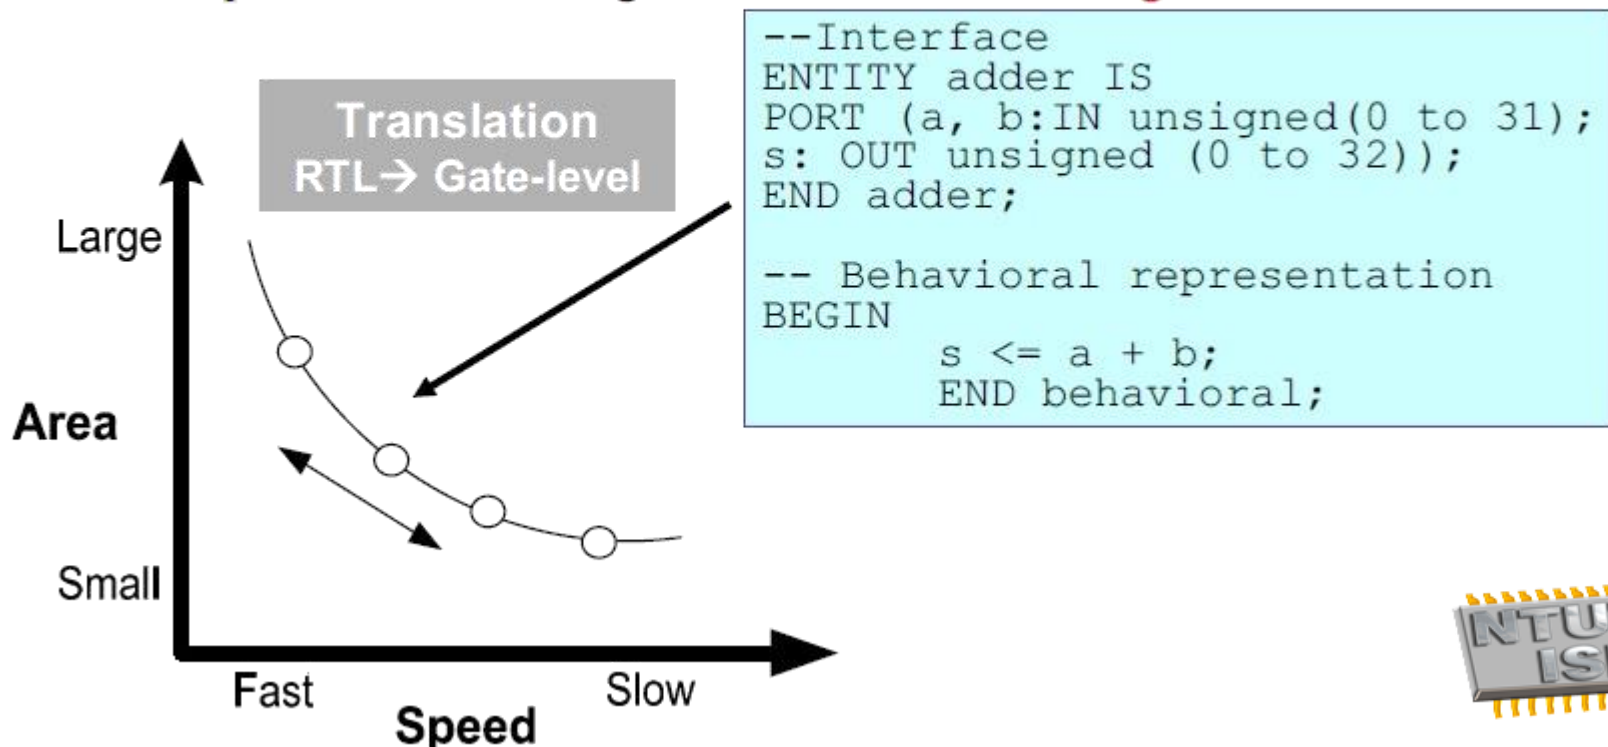 --Interface
ENTITY adder IS
PORT (a, b:IN unsigned(0 to 31);
s: OUT unsigned (0 to 32));
END adder;
-- Behavioral representation
BEGIN
s <= a + b;
END behavioral;
Translation
RTL→ Gate-level
Large
Area
Small
Fast
Slow
Speed
NTU